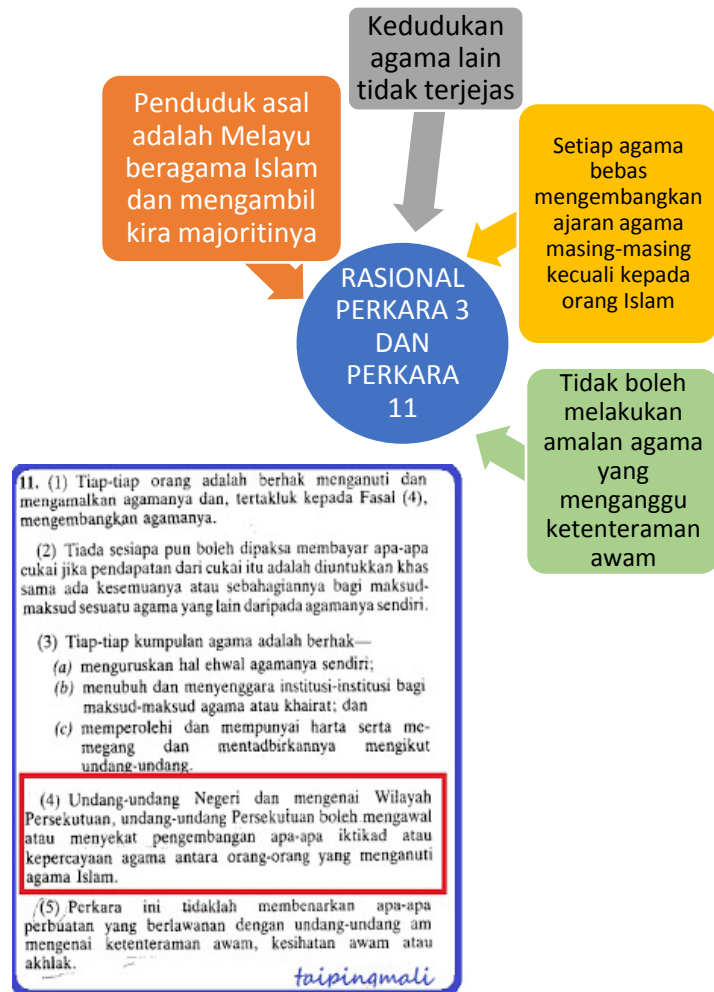 Kedudukan
agama lain
tidak terjejas
Penduduk asal
adalah Melayu
beragama Islam
dan mengambil
kira majoritinya
Setiap agama
bebas
mengembangkan
ajaran agama
masing-masing
kecuali kepada
orang Islam
RASIONAL
PERKARA 3
DAN
PERKARA
11
Tidak boleh
melakukan
amalan agama
yang
menganggu
ketenteraman
awam
11. (1) Tiap-tiap orang adalah berhak menganuti dan
mengamalkan agamanya dan, tertakluk kepada Fasal (4),
mengembangkan agamanya.
(2) Tiada sesiapa pun boleh dipaksa membayar apa-apa
cukai jika pendapatan dari cukai itu adalah diuntukkan khas
sama ada kesemuanya atau sebahagiannya bagi maksud-
maksud sesuatu agama yang lain daripada agamanya sendiri.
(3) Tiap-tiap kumpulan agama adalah berhak—
(a) menguruskan hal ehwal agamanya sendiri;
(b) menubuh dan menyenggara institusi-institusi bagi
maksud-maksud agama atau khairat; dan
(c) memperolehi dan mempunyai harta serta me-
megang dan mentadbirkannya mengikut
undang-undang.
(4) Undang-undang Negeri dan mengenai Wilayah
Persekutuan, undang-undang Persekutuan boleh mengawal
atau menyekat pengembangan apa-apa iktikad atau
kepercayaan agama antara orang-orang yang menganuti
agama Islam.
(5) Perkara ini tidaklah membenarkan apa-apa
perbuatan yang berlawanan dengan undang-undang am
mengenai ketenteraman awam, kesihatan awam atau
akhlak.
taipingmali